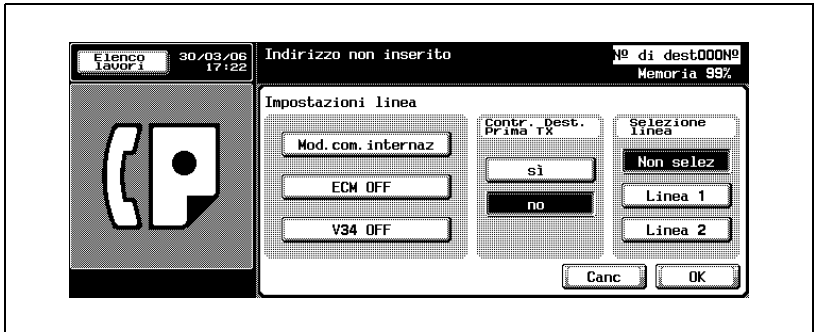 Elenco lavori
30/03/06
17:22
Indirizzo non inserito
Nº di dest000Nº
Memoria 99%
Impostazioni linea
Mod.com.internaz
ECM OFF
V34 OFF
Contr. Dest.
Prima TX
sì
no
Selezione
linea
Non selez
Linea 1
Linea 2
Canc
OK